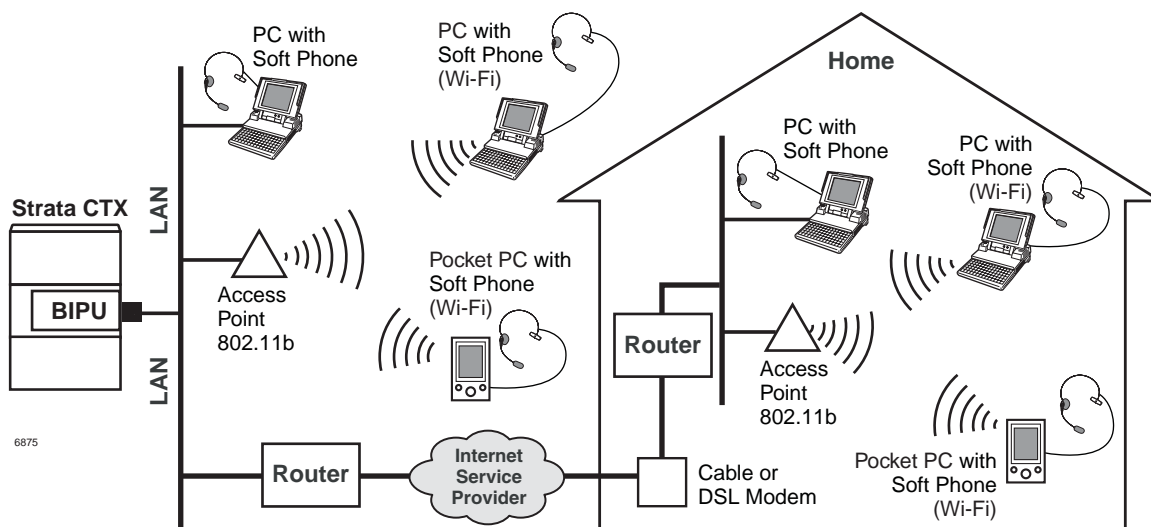 PC with
Soft Phone
PC with
Soft Phone
(Wi-Fi)
Home
PC with
Soft Phone
PC with
Soft Phone
(Wi-Fi)
Strata CTX
LAN
BIPU
LAN
Access
Point
802.11b
Pocket PC with
Soft Phone
(Wi-Fi)
Router
Access
Point
802.11b
6875
Router
Internet
Service
Provider
Cable or
DSL Modem
Pocket PC with
Soft Phone
(Wi-Fi)